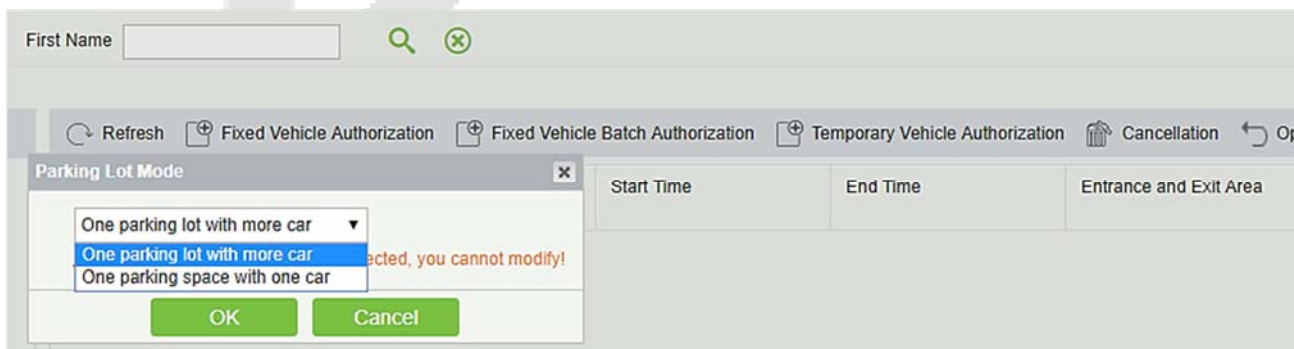 First Name
Refresh Fixed Vehicle Authorization Fixed Vehicle Batch Authorization Temporary Vehicle Authorization Cancellation
Parking Lot Mode
Start Time End Time Entrance and Exit Area
One parking lot with more car
One parking lot with more car
ected, you cannot modify!
One parking space with one car
OK Cancel